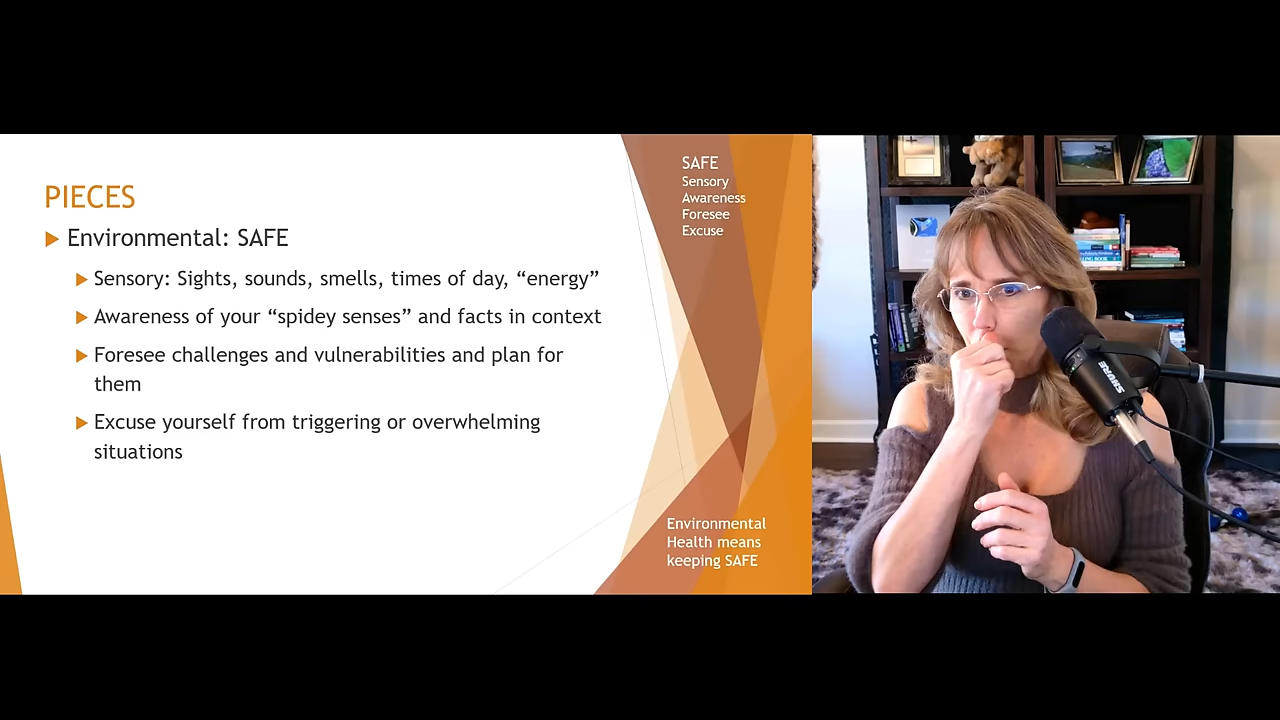 PIECES
Environmental: SAFE
Sensory: Sights, sounds, smells, times of day, “energy”
Awareness of your “spidey senses” and facts in context
Foresee challenges and vulnerabilities and plan for
them
Excuse yourself from triggering or overwhelming
situations
SAFE
Sensory
Awareness
Foresee
Excuse
Environmental
Health means
keeping SAFE
SHURE